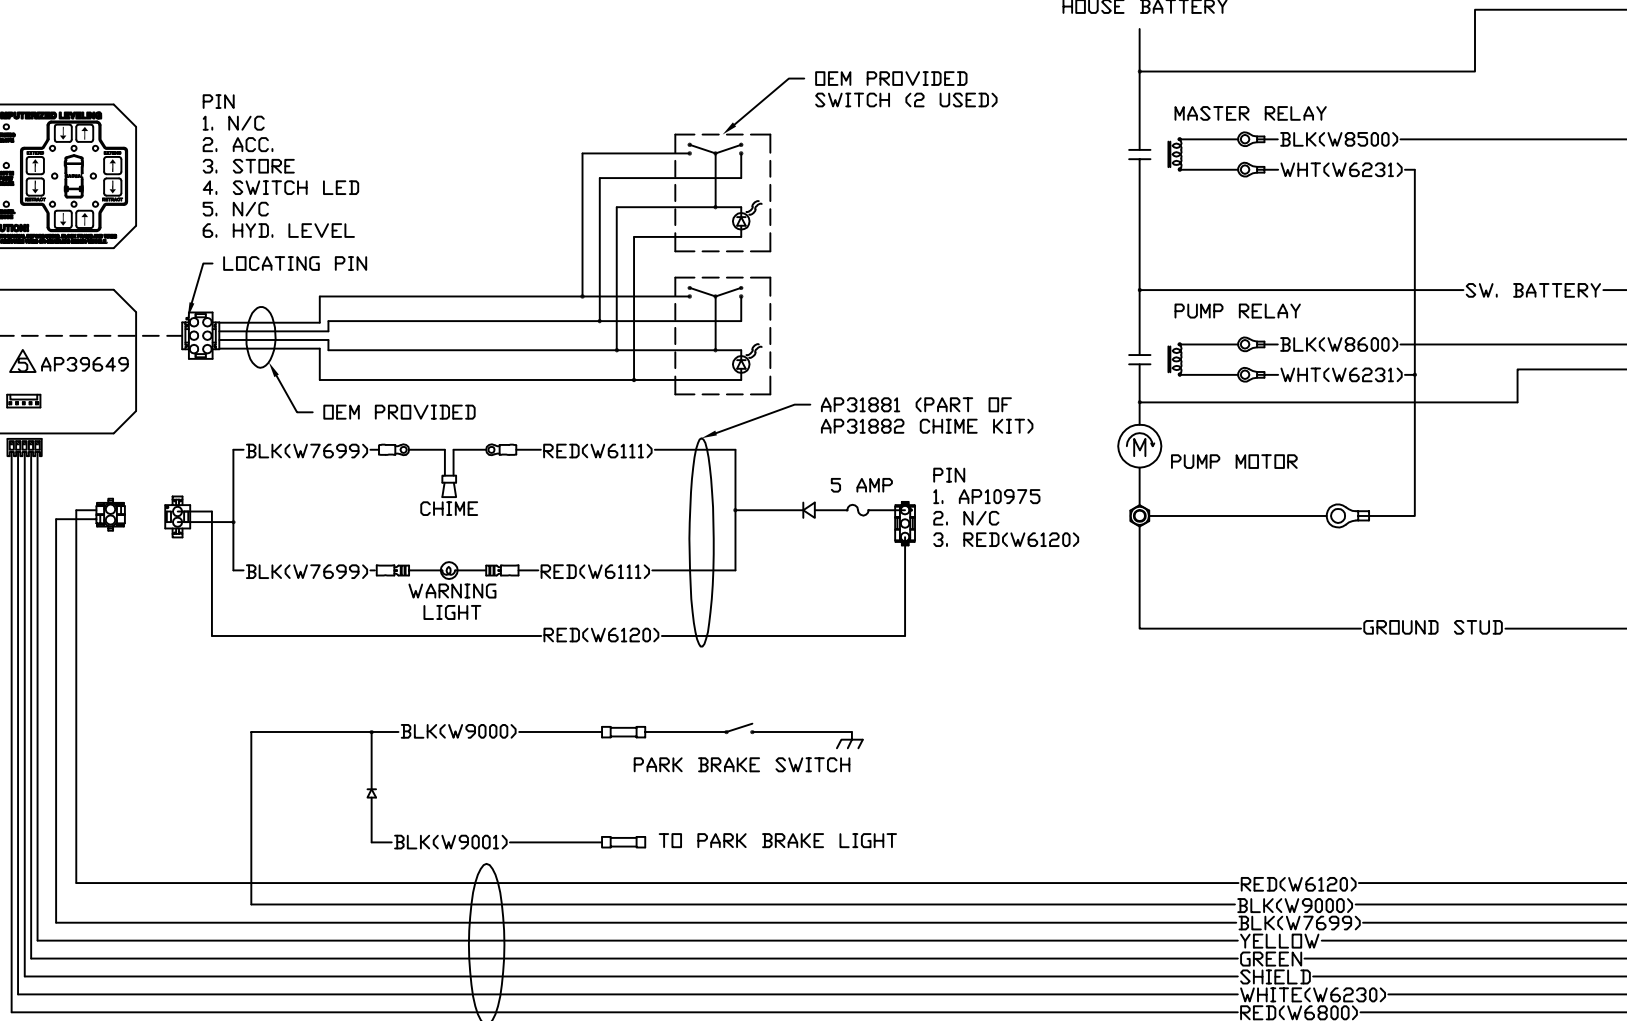 HOUSE BATTERY
OEM PROVIDED
SWITCH (2 USED)
PIN
1. N/C
2. ACC.
3. STORE
4. SWITCH LED
5. N/C
6. HYD. LEVEL
LOCATING PIN
MASTER RELAY
BLK(W8500)
WHT(W6231)
SW. BATTERY
PUMP RELAY
BLK(W8600)
WHT(W6231)
5 AP39649
OEM PROVIDED
AP31881 (PART OF
AP31882 CHIME KIT)
BLK(W7699)
RED(W6111)
CHIME
M
PUMP MOTOR
5 AMP
PIN
1. AP10975
2. N/C
3. RED(W6120)
BLK(W7699)
RED(W6111)
WARNING
LIGHT
RED(W6120)
GROUND STUD
BLK(W9000)
PARK BRAKE SWITCH
BLK(W9001)
TO PARK BRAKE LIGHT
RED(W6120)
BLK(W9000)
BLK(W7699)
YELLOW
GREEN
SHIELD
WHITE(W6230)
RED(W6800)